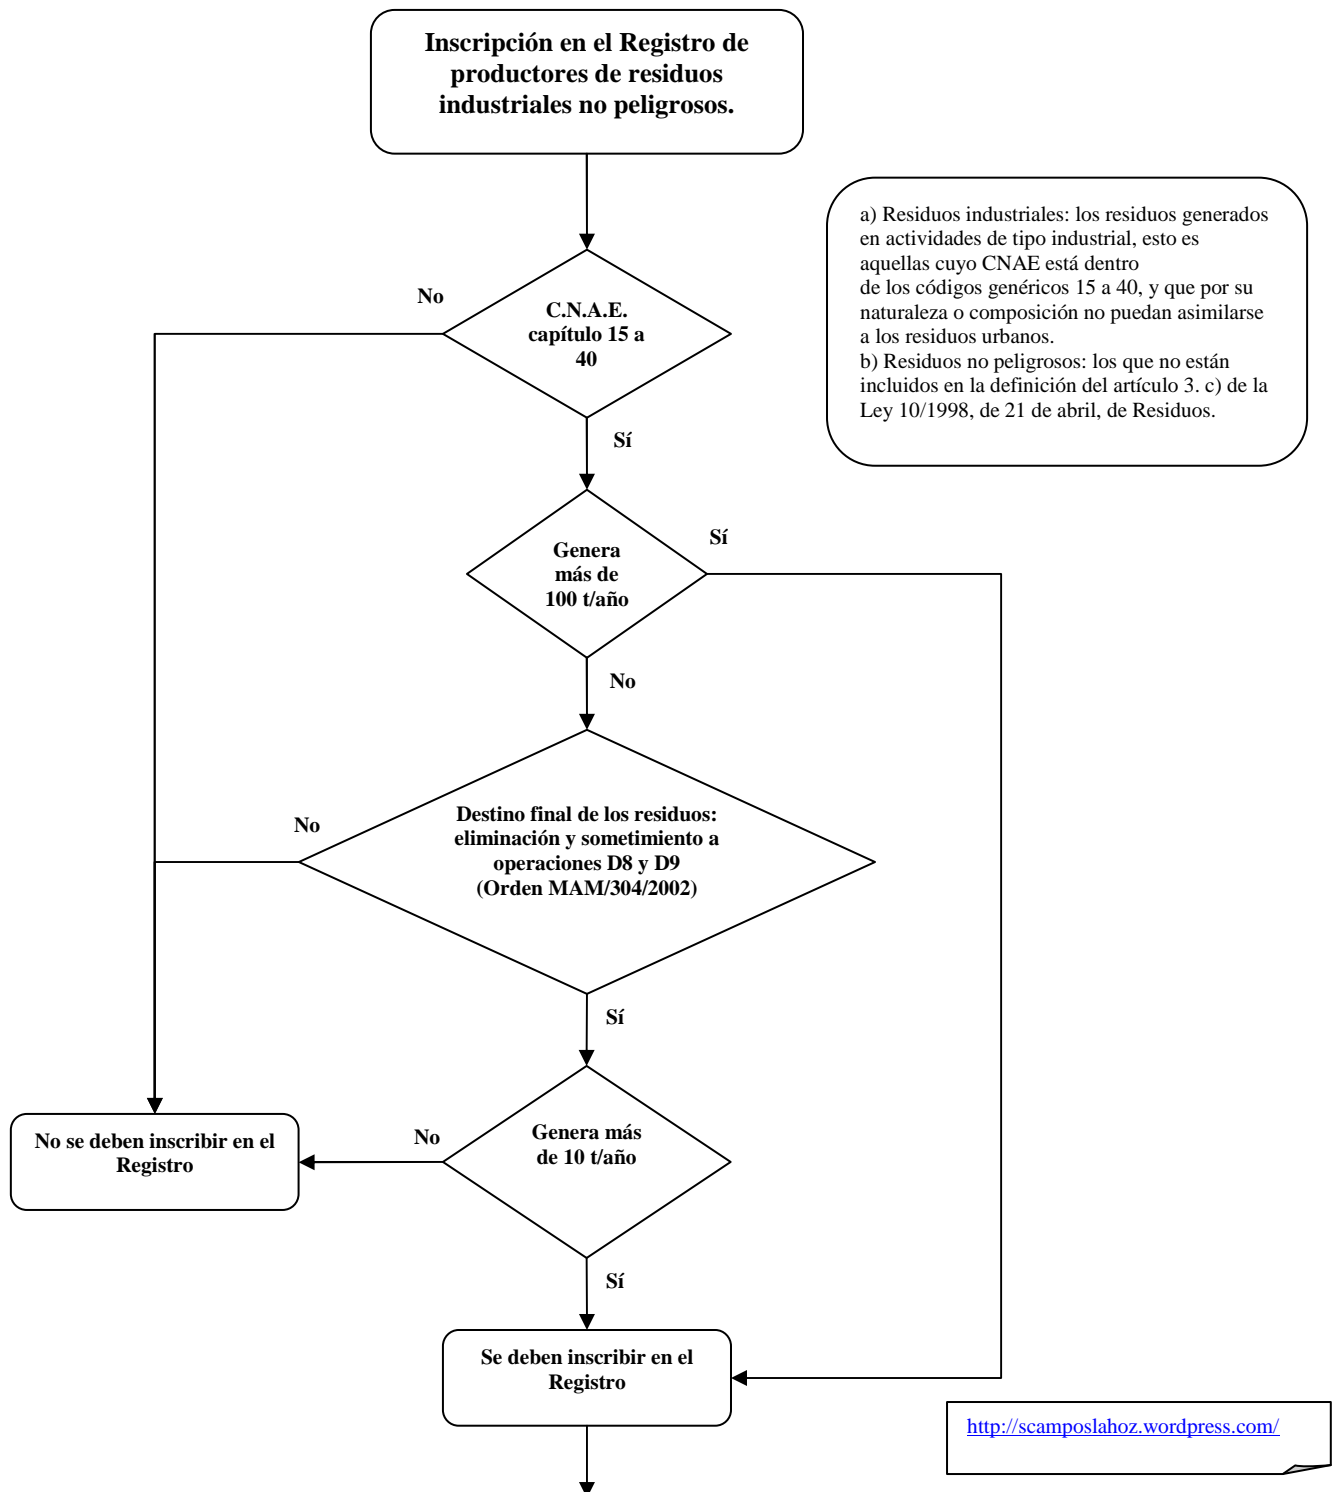 Inscripción en el Registro de
productores de residuos
industriales no peligrosos.
a) Residuos industriales: los residuos generados
en actividades de tipo industrial, esto es
aquellas cuyo CNAE está dentro
de los códigos genéricos 15 a 40, y que por su
naturaleza o composición no puedan asimilarse
a los residuos urbanos.
b) Residuos no peligrosos: los que no están
incluidos en la definición del artículo 3. c) de la
Ley 10/1998, de 21 de abril, de Residuos.
No
C.N.A.E.
capítulo 15 a
40
Sí
Sí
Genera
más de
100 t/año
No
No
Destino final de los residuos:
eliminación y sometimiento a
operaciones D8 y D9
(Orden MAM/304/2002)
Sí
No se deben inscribir en el
Registro
No
Genera más
de 10 t/año
Sí
Se deben inscribir en el
Registro
http://scamposlahoz.wordpress.com/